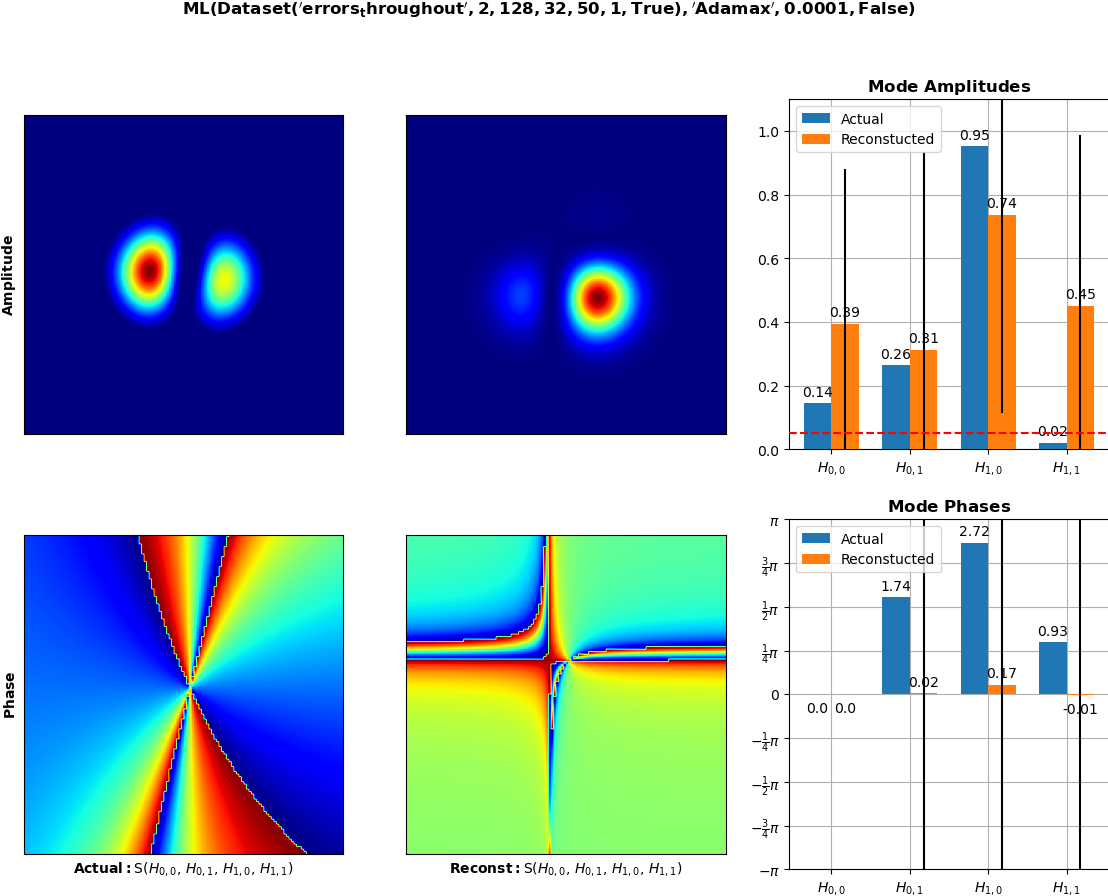 ML(Dataset('errors_throughout', 2, 128, 32, 50, 1, True), 'Adamax', 0.0001, False)
Amplitude
Mode Amplitudes
Actual
Reconstucted
1.0
0.8
0.6
0.4
0.2
0.0
0.14
0.39
0.26
0.31
0.95
0.74
0.02
0.45
H0,0
H0,1
H1,0
H1,1
Phase
Actual: S(H0,0, H0,1, H1,0, H1,1)
Reconst: S(H0,0, H0,1, H1,0, H1,1)
Mode Phases
Actual
Reconstucted
π
3/4π
1/2π
1/4π
0
−1/4π
−1/2π
−3/4π
−π
0.0
0.0
1.74
0.02
2.72
0.17
0.93
-0.01
H0,0
H0,1
H1,0
H1,1